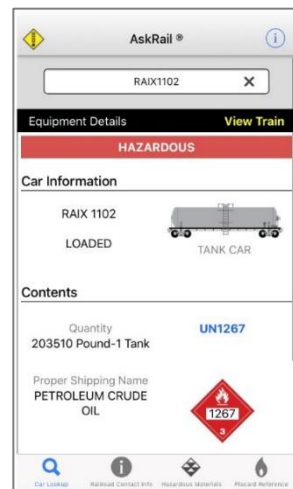 AskRail ®
RAIX1102
Equipment Details View Train
HAZARDOUS
Car Information
RAIX 1102
LOADED
TANK CAR
Contents
Quantity
203510 Pound-1 Tank
UN1267
Proper Shipping Name
PETROLEUM CRUDE
OIL
1267
3
Car Lookup Railroad Contact Info Hazardous Materials Placard Reference